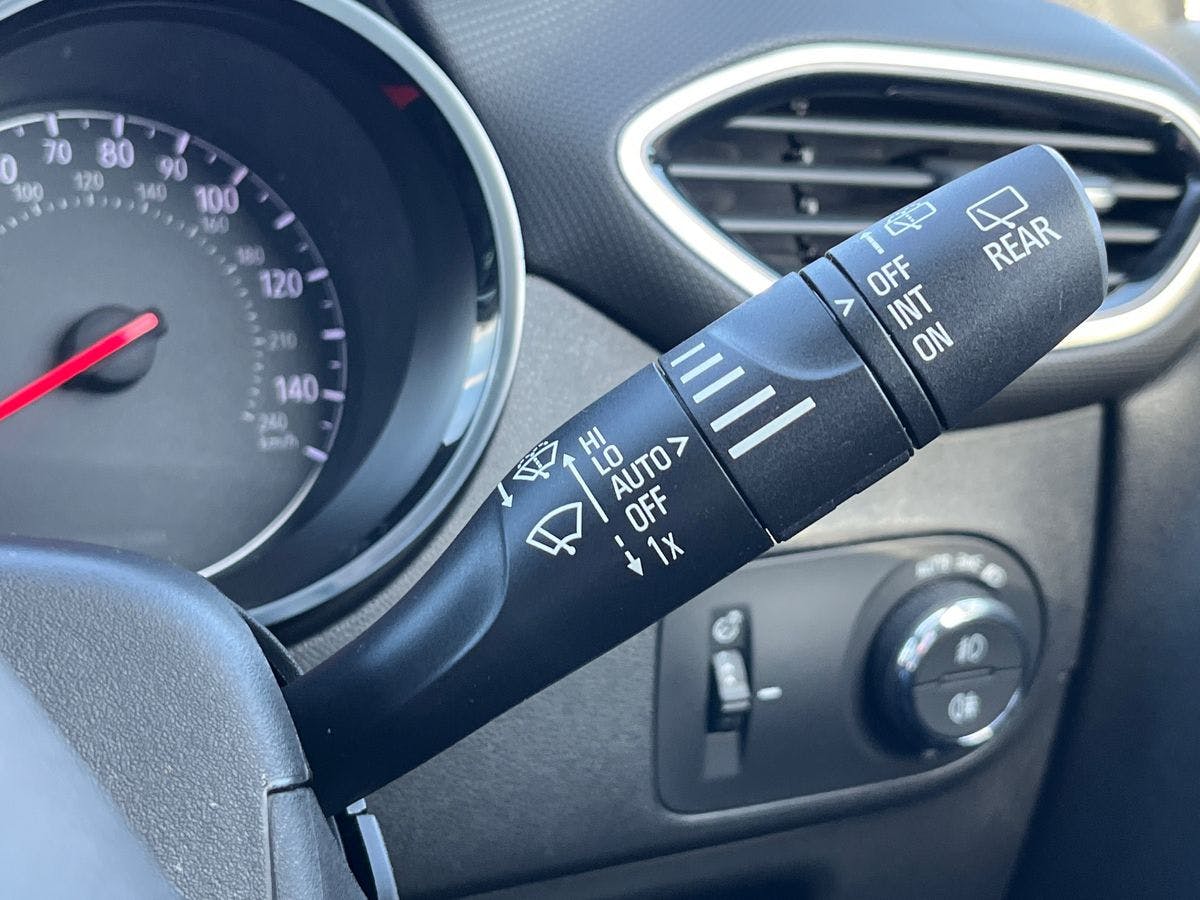 70
80
90
100
120
140
100
120
140
160
180
210
240
km/h
HI
LO
AUTO >
OFF
1x
>
OFF
INT
ON
REAR